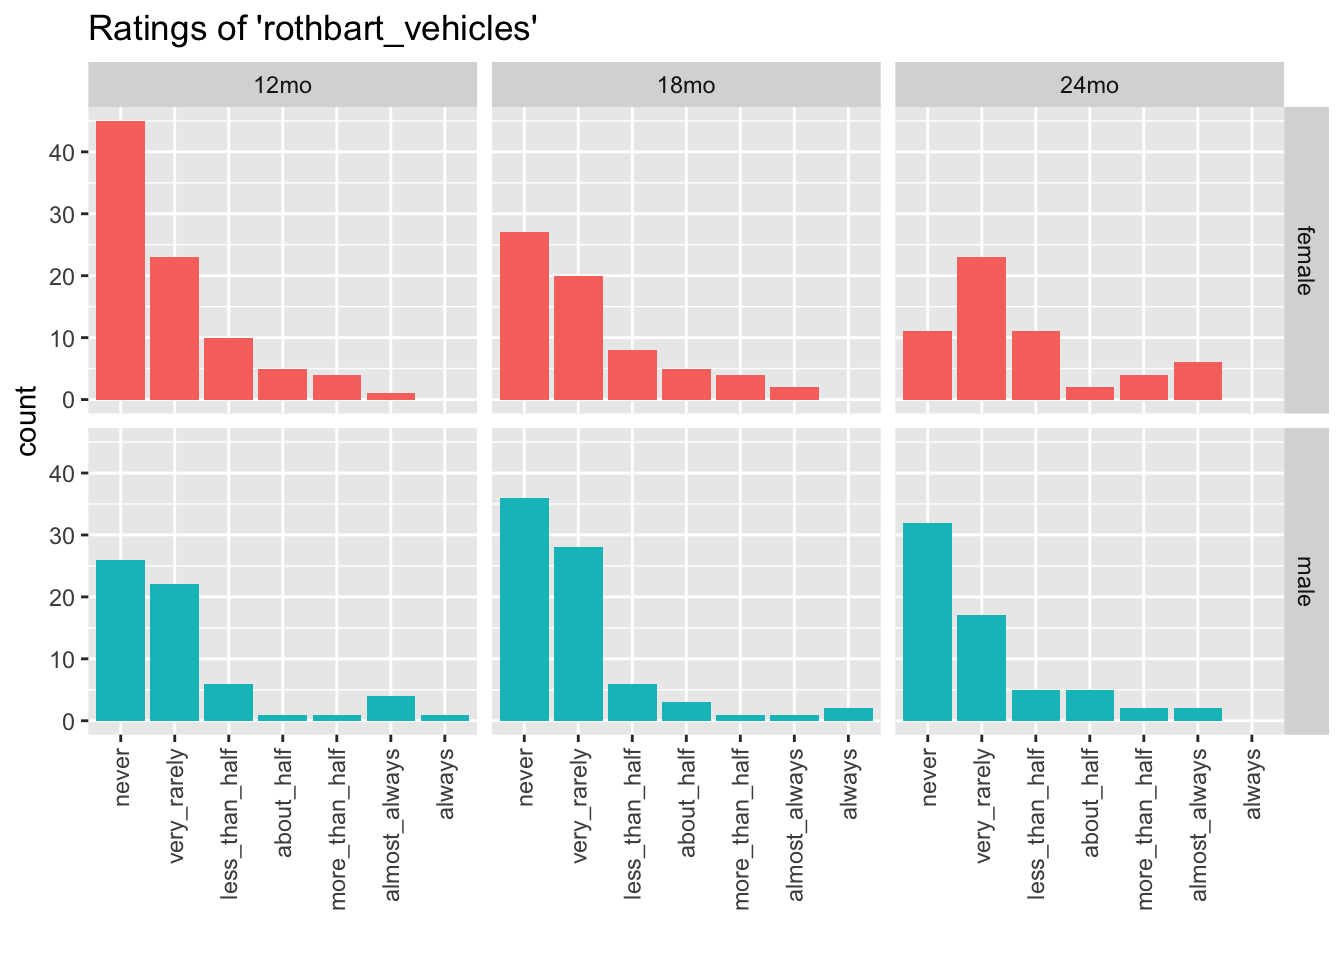 Ratings of 'rothbart_vehicles'
12mo 18mo 24mo
40
30
20
10
0
female
count
40
30
20
10
0
male
never very_rarely less_than_half about_half more_than_half almost_always always
never very_rarely less_than_half about_half more_than_half almost_always always
never very_rarely less_than_half about_half more_than_half almost_always always